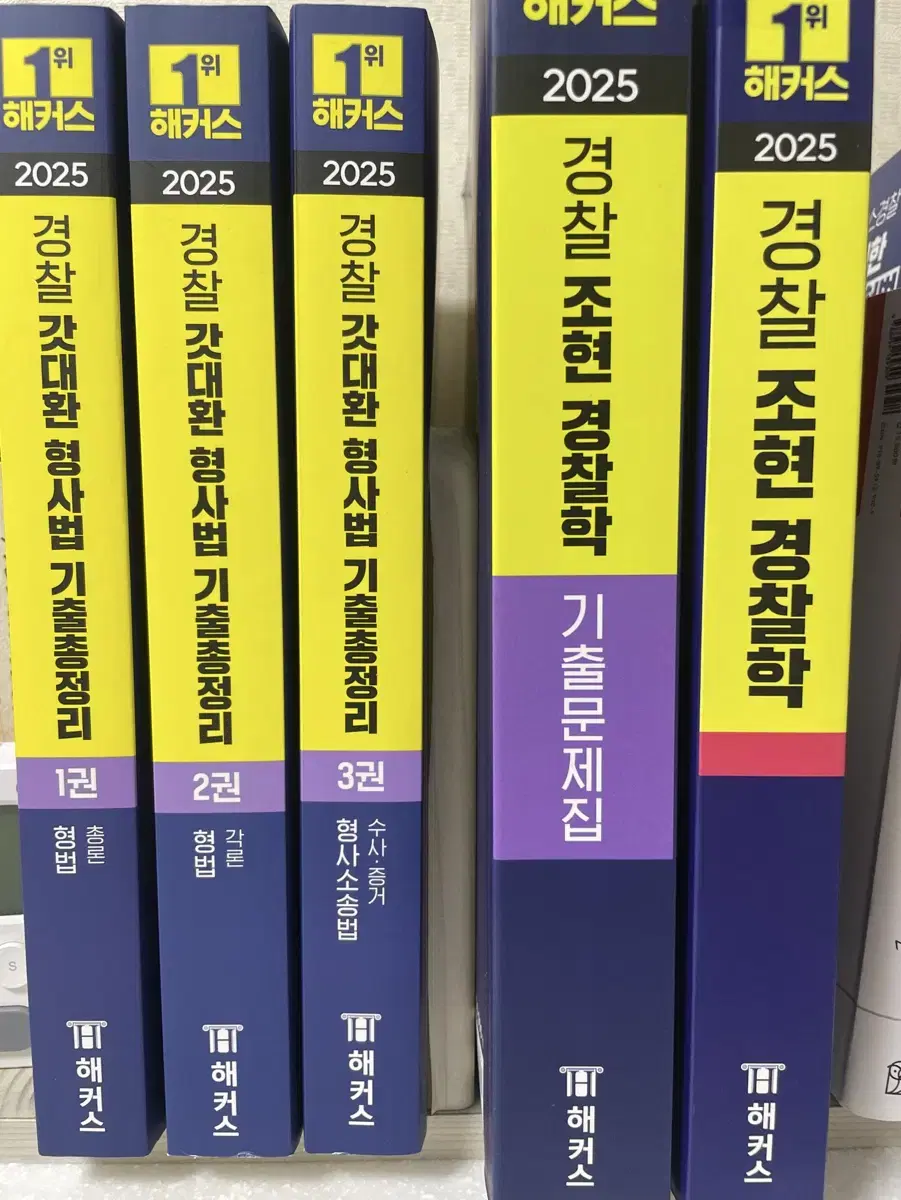 1위
해커스
2025
경찰 갓대환 형사법 기출총정리
1권
형법 총론
해커스
1위
해커스
2025
경찰 갓대환 형사법 기출총정리
2권
형법 각론
해커스
1위
해커스
2025
경찰 갓대환 형사법 기출총정리
3권
형사소송법 수사·증거
해커스
해커스
2025
경찰 조현 경찰학
기출문제집
해커스
1위
해커스
2025
경찰 조현 경찰학
해커스
S